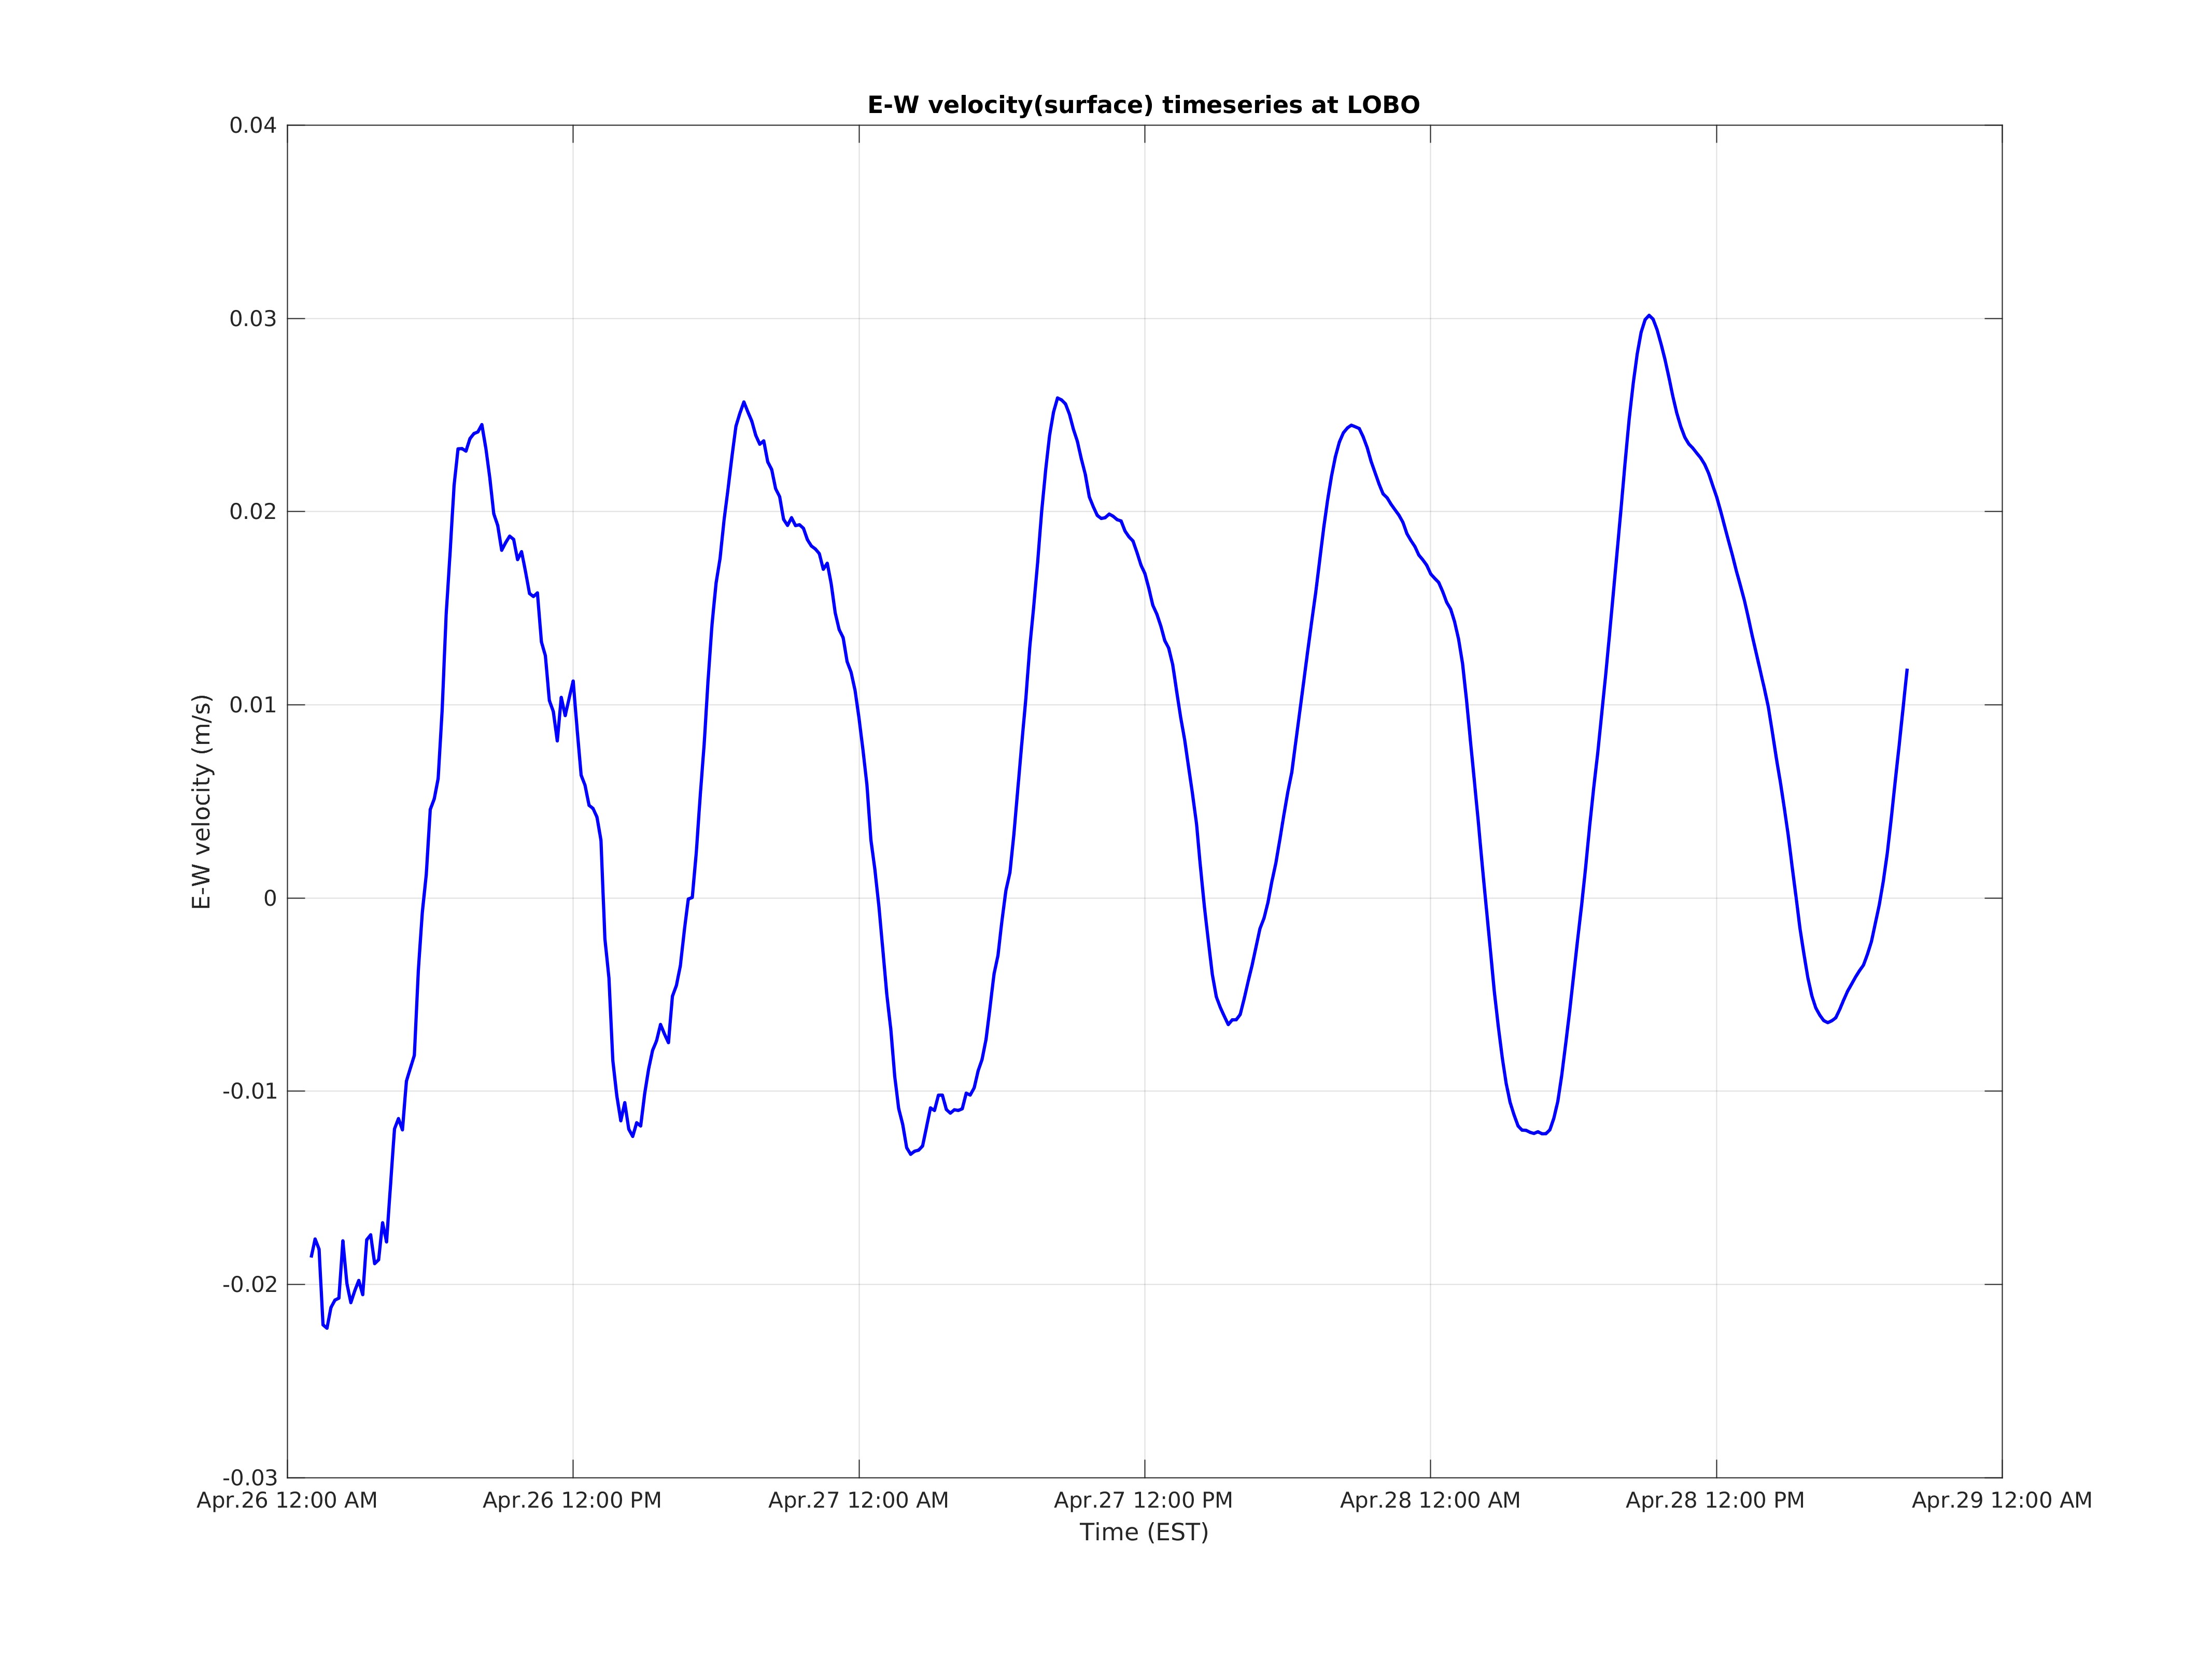 E-W velocity(surface) timeseries at LOBO
0.04
0.03
0.02
0.01
0
-0.01
-0.02
-0.03
E-W velocity (m/s)
Apr.26 12:00 AM Apr.26 12:00 PM Apr.27 12:00 AM Apr.27 12:00 PM Apr.28 12:00 AM Apr.28 12:00 PM Apr.29 12:00 AM
Time (EST)